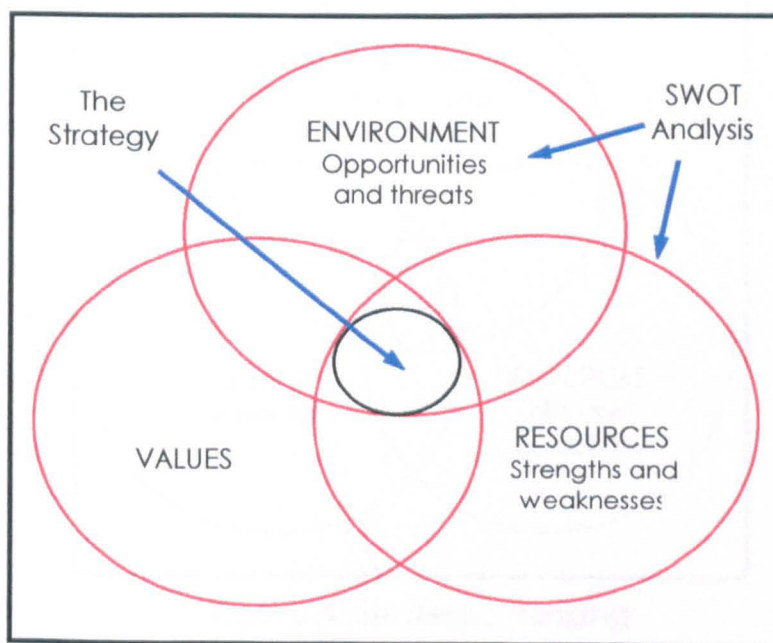 The
Strategy
ENVIRONMENT
Opportunities
and threats
SWOT
Analysis
VALUES
RESOURCES
Strengths and
weaknesses